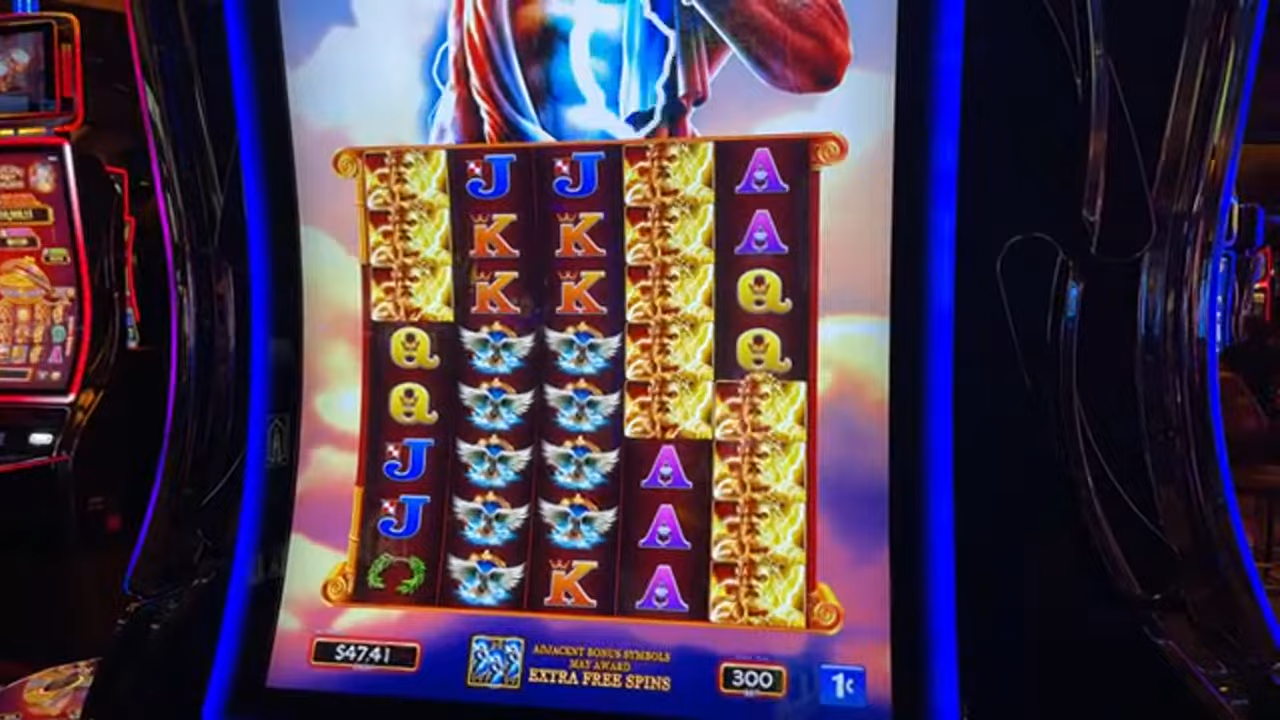 J J A
K K A
K K Q
Q Q
Q
J A
J A
K A
$47.41
ADJACENT BONUS SYMBOLS
MAY AWARD
EXTRA FREE SPINS
300
1¢